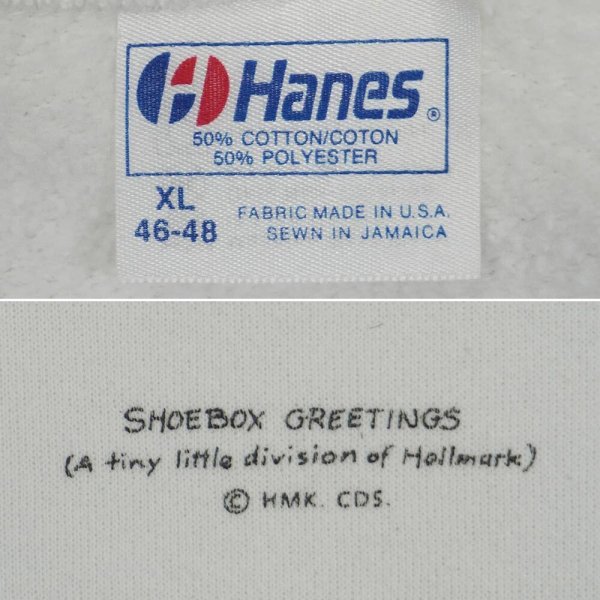 Hanes®
50% COTTON/COTON
50% POLYESTER
XL
46-48
FABRIC MADE IN U.S.A.
SEWN IN JAMAICA
SHOEBOX GREETINGS
(A tiny little division of Hallmark)
© HMK. CDS.